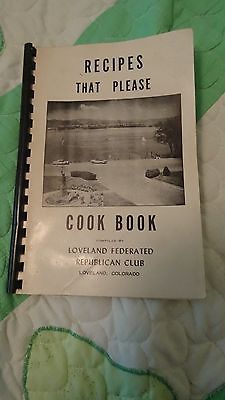 RECIPES
THAT PLEASE
COOK BOOK
COMPILED BY
LOVELAND FEDERATED
REPUBLICAN CLUB
LOVELAND, COLORADO